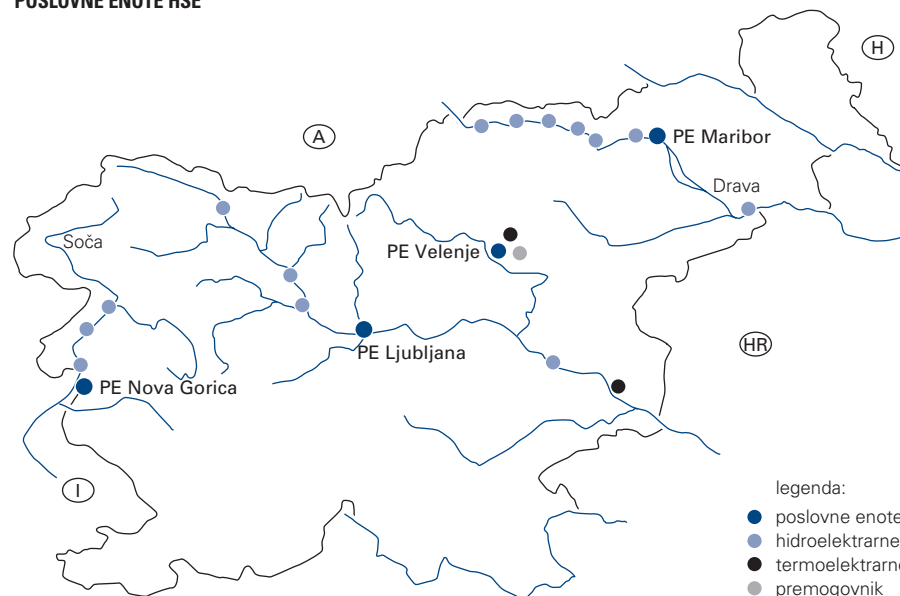 POSLOVNE ENOTE HSE
H
A
PE Maribor
Drava
Soča
PE Velenje
HR
PE Ljubljana
PE Nova Gorica
I
legenda:
poslovne enote
hidroelektrarne
termoelektrarne
premogovnik